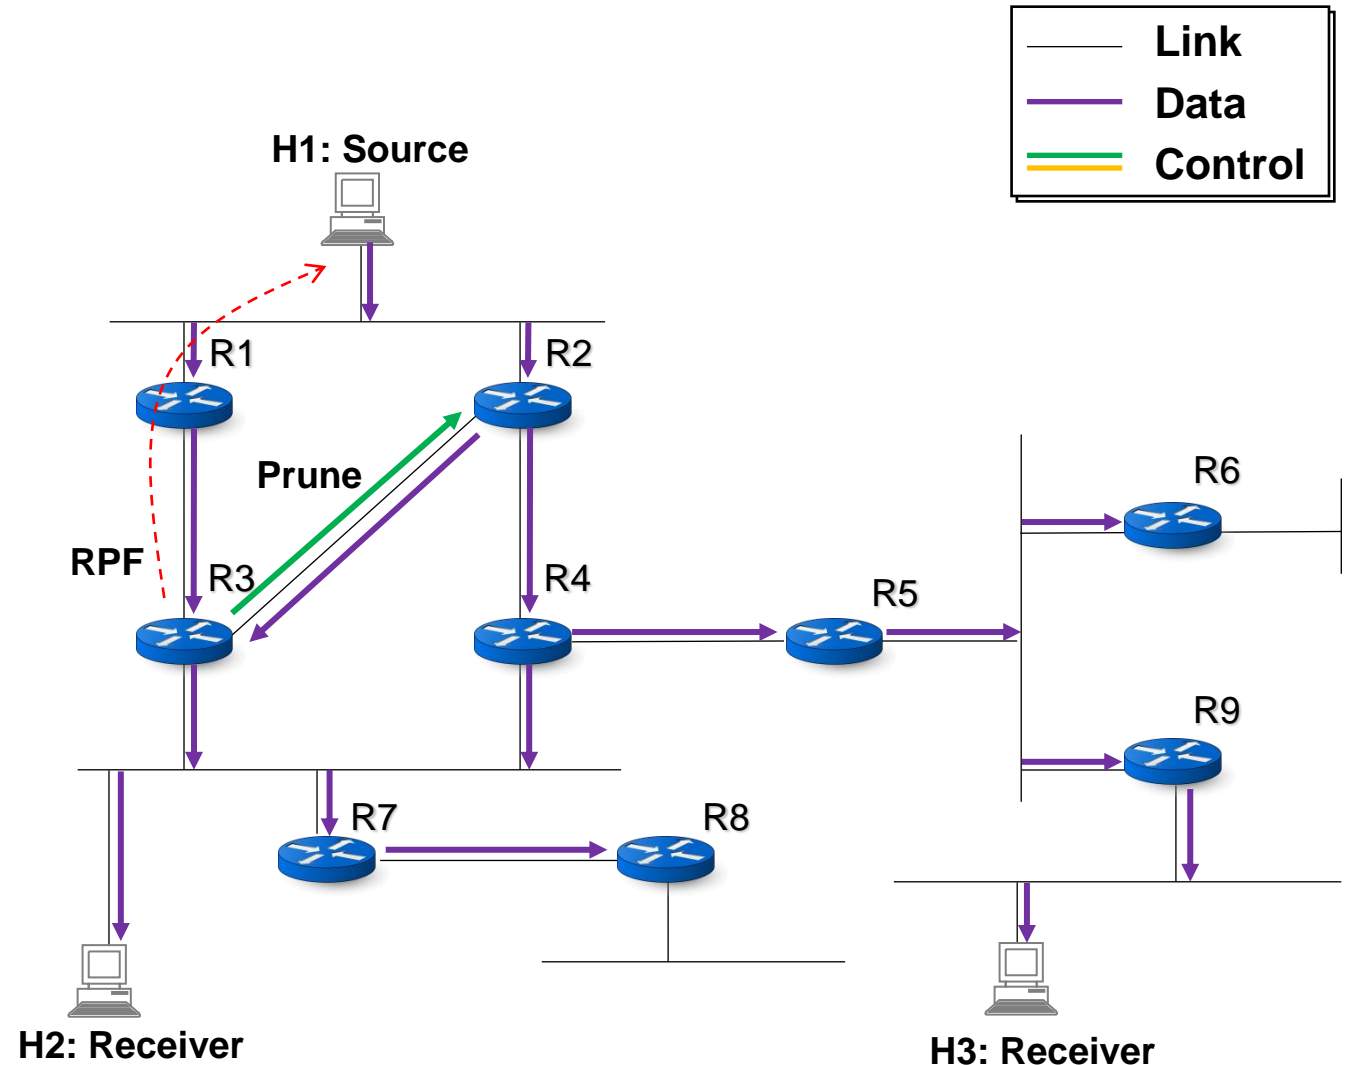 Link
Data
Control
H1: Source
R1
R2
Prune
R6
RPF
R3
R4
R5
R9
R7
R8
H2: Receiver
H3: Receiver